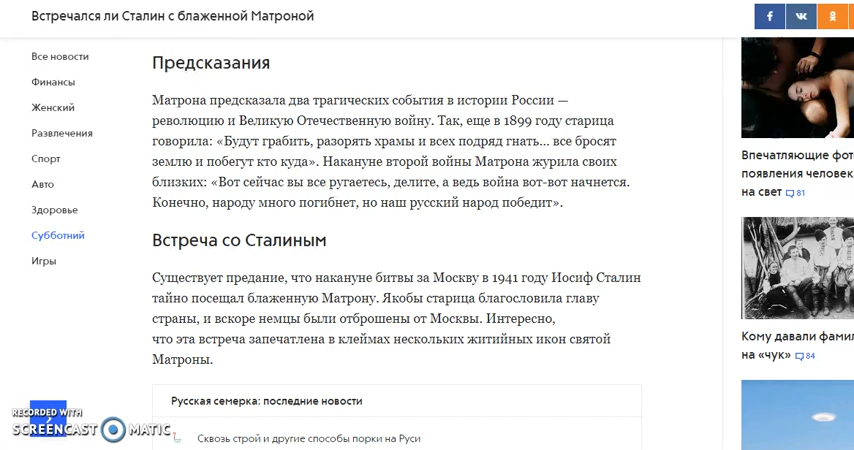 Встречался ли Сталин с блаженной Матроной
Все новости
Финансы
Женский
Развлечения
Спорт
Авто
Здоровье
Субботний
Игры
Предсказания
Матрона предсказала два трагических события в истории России —
революцию и Великую Отечественную войну. Так, еще в 1899 году старица
говорила: «Будут грабить, разорять храмы и всех подряд гнать... все бросят
землю и побегут кто куда». Накануне второй войны Матрона журила своих
близких: «Вот сейчас вы все ругаетесь, делите, а ведь война вот-вот начнется.
Конечно, народу много погибнет, но наш русский народ победит».
Встреча со Сталиным
Существует предание, что накануне битвы за Москву в 1941 году Иосиф Сталин
тайно посещал блаженную Матрону. Якобы старица благословила главу
страны, и вскоре немцы были отброшены от Москвы. Интересно,
что эта встреча запечатлена в клеймах нескольких житийных икон святой
Матроны.
Русская семерка: последние новости
Сквозь строй и другие способы порки на Руси
Впечатляющие фот
появления человек
на свет 81
Кому давали фамил
на «чук» 84
RECORDED WITH
SCREENCAST MATIC